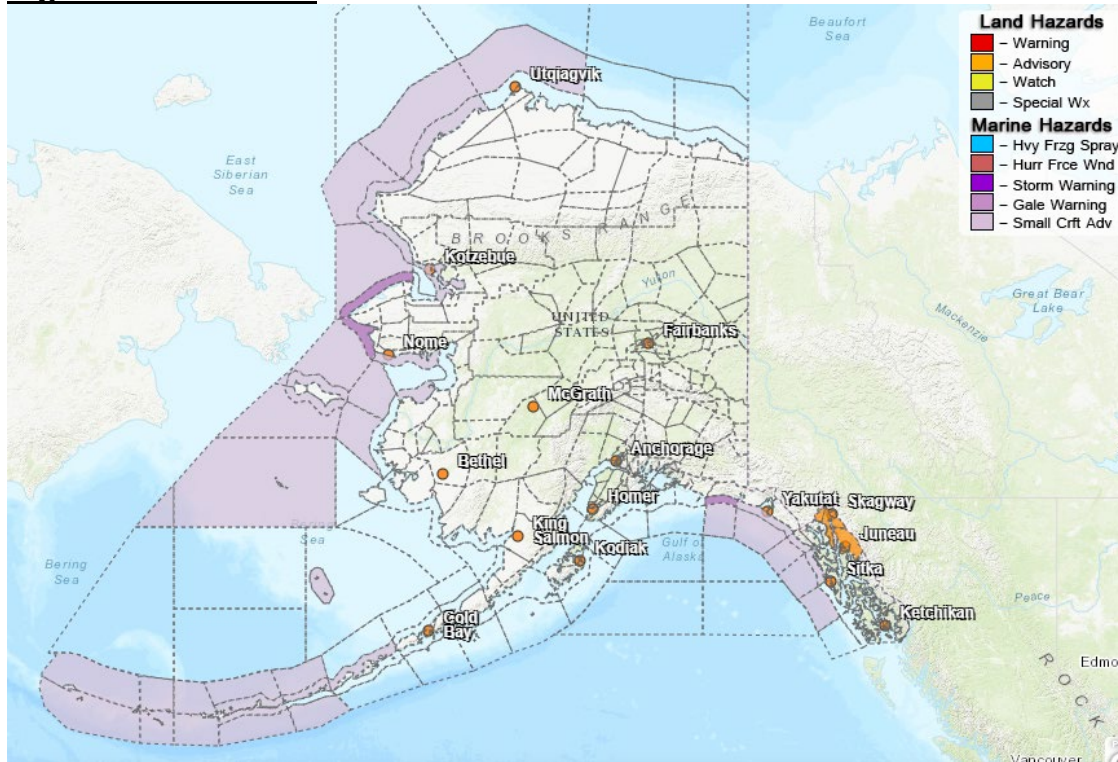 Beaufort
Sea
Land Hazards
– Warning
– Advisory
– Watch
– Special Wx
Marine Hazards
– Hvy Frzg Spray
– Hurr Frce Wnd
– Storm Warning
– Gale Warning
– Small Crft Adv
Utqiagvik
East
Siberian
Sea
BROOKS RANGE
Kotzebue
Yukon
Great Bear
Lake
Mackenzie
UNITED
STATES
Fairbanks
Nome
McGrath
Anchorage
Bethel
Homer
Yakutat
Skagway
King
Salmon
Juneau
Kodiak
Gulf of
Alaska
Sitka
Bering
Sea
Peace
Cold
Bay
Ketchikan
Edmo
ROCK
Vancouver